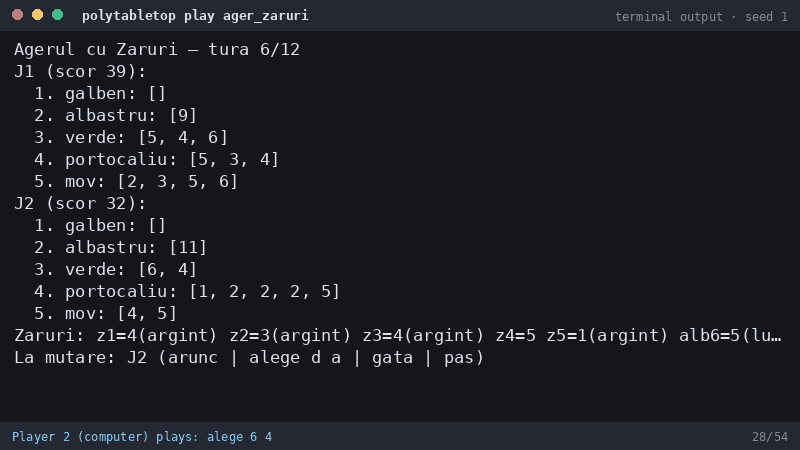 polytabletop play ager_zaruri
terminal output · seed 1
Agerul cu Zaruri — tura 6/12
J1 (scor 39):
1. galben: []
2. albastru: [9]
3. verde: [5, 4, 6]
4. portocaliu: [5, 3, 4]
5. mov: [2, 3, 5, 6]
J2 (scor 32):
1. galben: []
2. albastru: [11]
3. verde: [6, 4]
4. portocaliu: [1, 2, 2, 2, 5]
5. mov: [4, 5]
Zaruri: z1=4(argint) z2=3(argint) z3=4(argint) z4=5 z5=1(argint) alb6=5(lu…
La mutare: J2 (arunc | alege d a | gata | pas)
Player 2 (computer) plays: alege 6 4
28/54